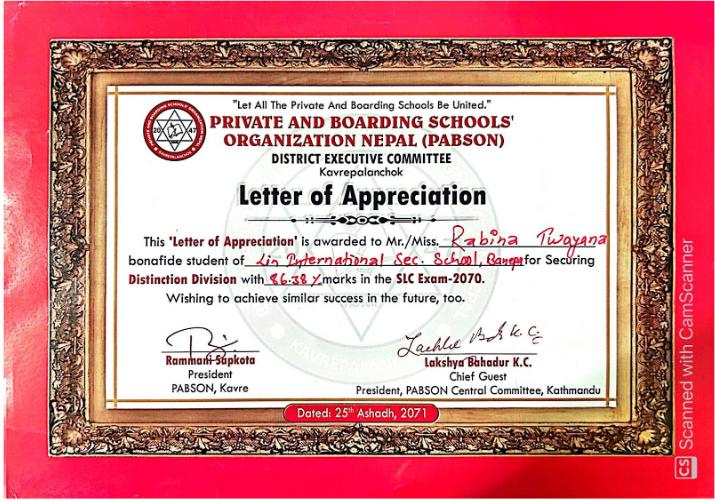 "Let All The Private And Boarding Schools Be United."
PRIVATE AND BOARDING SCHOOLS'
ORGANIZATION NEPAL (PABSON)
DISTRICT EXECUTIVE COMMITTEE
Kavrepalanchok
Letter of Appreciation
This 'Letter of Appreciation' is awarded to Mr./Miss. Rabina Twayana
bonafide student of Lin International Sec. School, Banepa for Securing
Distinction Division with 86.38% marks in the SLC Exam-2070.
Wishing to achieve similar success in the future, too.
Rammani Sapkota
President
PABSON, Kavre
Lakshya Bahadur K.C.
Chief Guest
President, PABSON Central Committee, Kathmandu
Dated: 25th Ashadh, 2071
CS Scanned with CamScanner